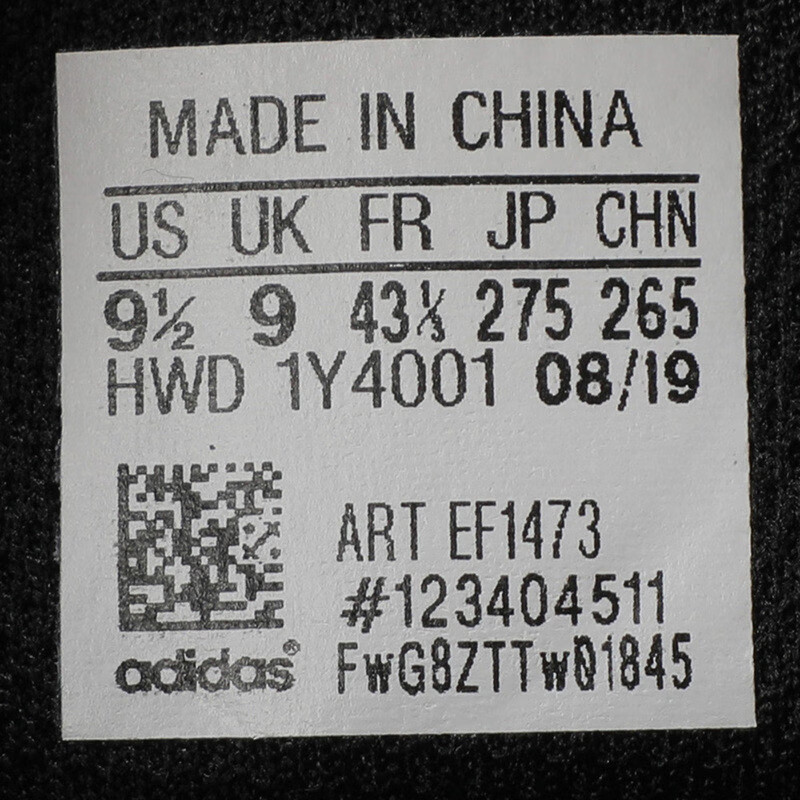 MADE IN CHINA
US UK FR JP CHN
9½ 9 43⅓ 275 265
HWD 1Y4001 08/19
ART EF1473
#123404511
adidas®
FwG8ZTTw01845